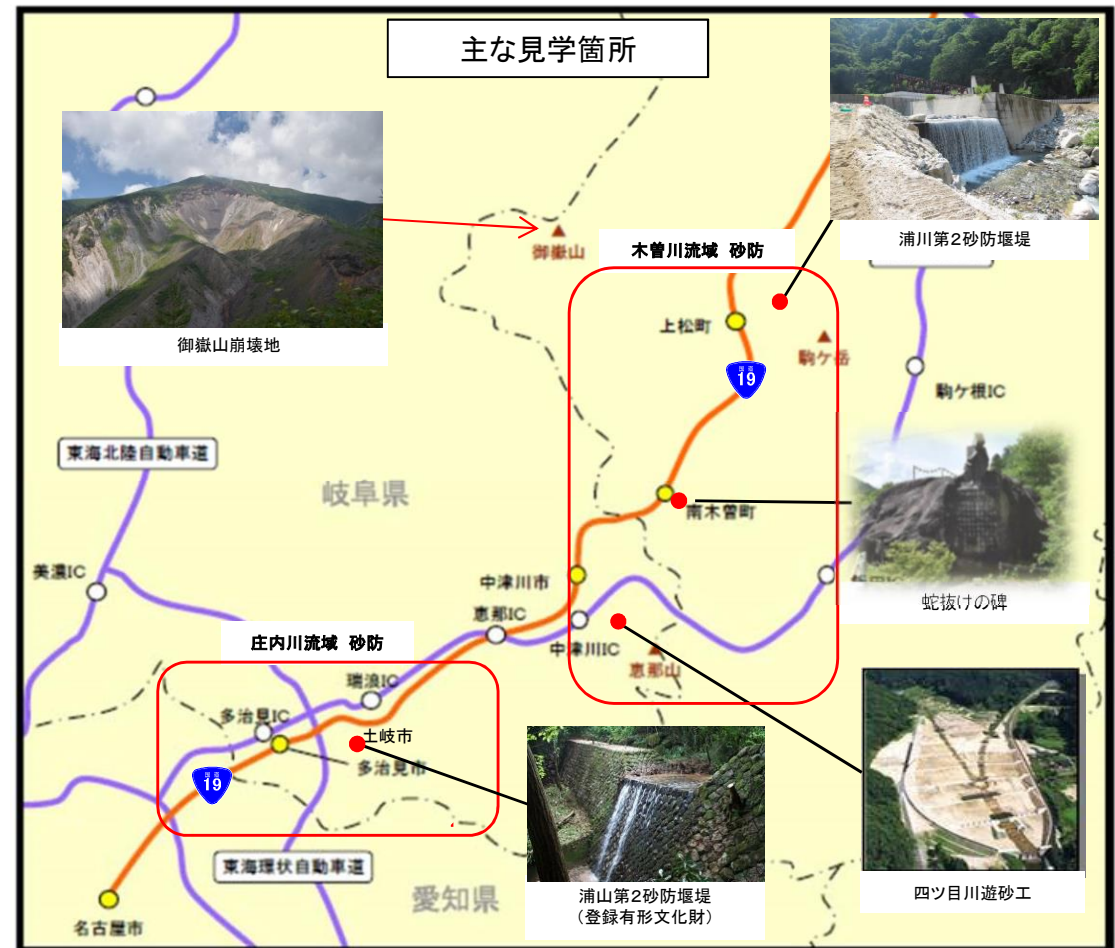 主な見学箇所
浦川第2砂防堰堤
御嶽山
木曽川流域 砂防
御嶽山崩壊地
上松町
駒ケ岳
国道
19
駒ケ根IC
東海北陸自動車道
岐阜県
南木曽町
美濃IC
中津川市
蛇抜けの碑
恵那IC
庄内川流域 砂防
中津川IC
恵那山
瑞浪IC
多治見IC
土岐市
多治見市
国道
19
東海環状自動車道
愛知県
浦山第2砂防堰堤
(登録有形文化財)
四ツ目川遊砂工
名古屋市